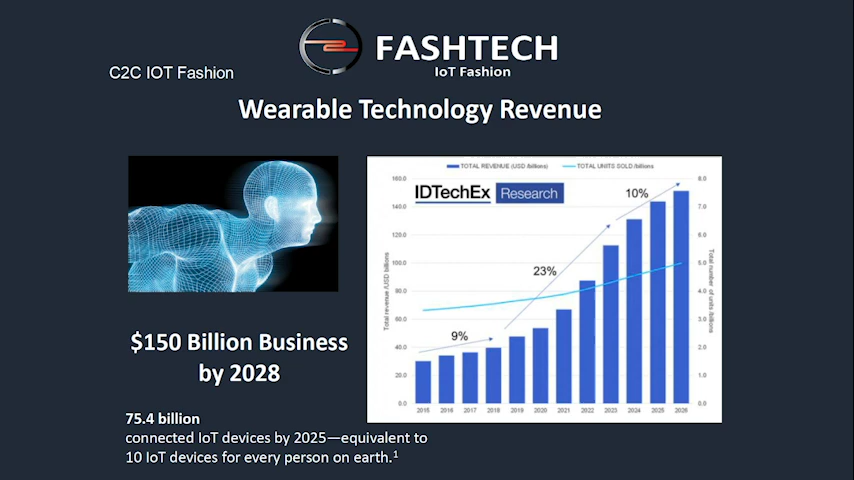 FASHTECH
IoT Fashion
C2C IOT Fashion
Wearable Technology Revenue
TOTAL REVENUE (USD /billions) TOTAL UNITS SOLD /billions
IDTechEx Research
160.0
140.0
120.0
100.0
80.0
60.0
40.0
20.0
0.0
8.0
7.0
6.0
5.0
4.0
3.0
2.0
1.0
0.0
Total revenue /USD billions
Total number of units /billions
9%
23%
10%
2015 2016 2017 2018 2019 2020 2021 2022 2023 2024 2025 2026
$150 Billion Business
by 2028
75.4 billion
connected IoT devices by 2025—equivalent to
10 IoT devices for every person on earth.1